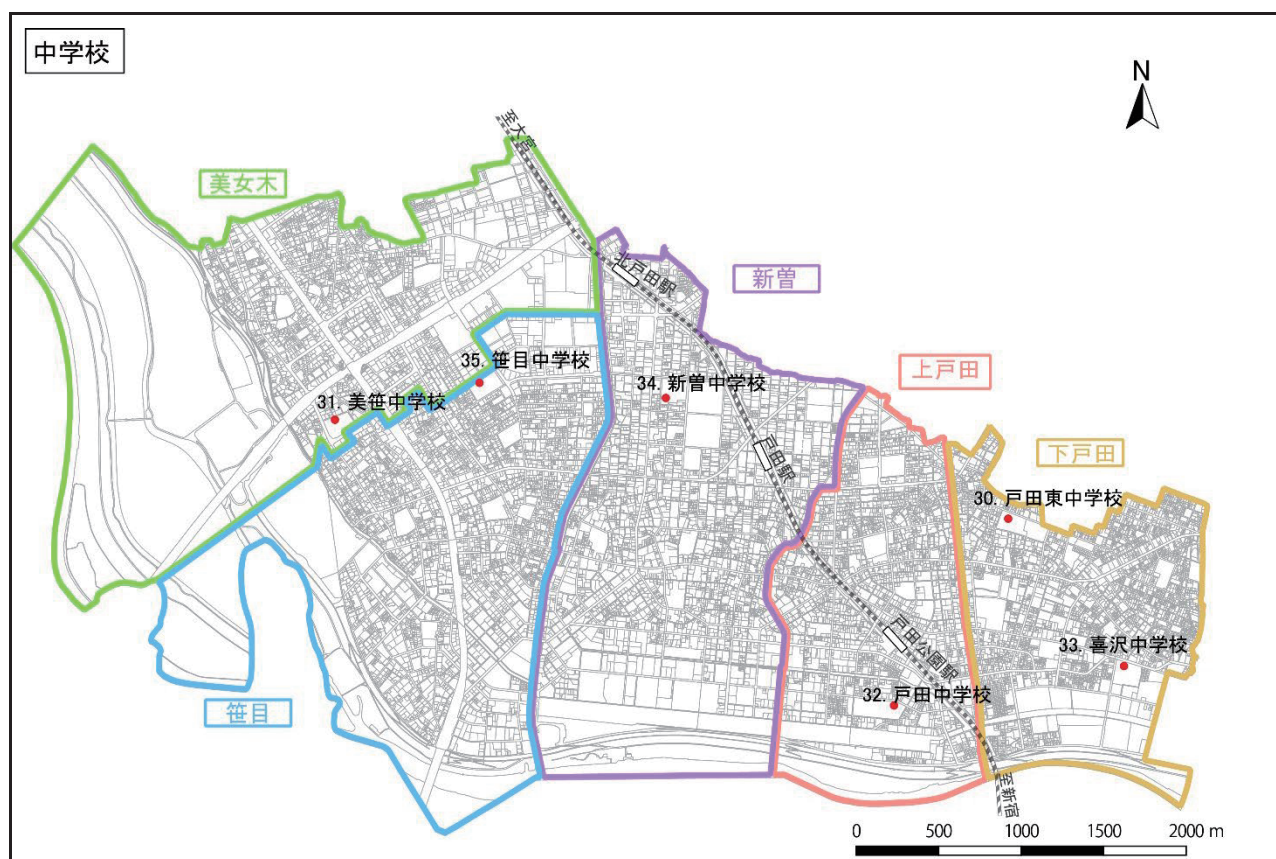 中学校
N
至大宮
美女木
北戸田駅
新曽
35. 笹目中学校
31. 美笹中学校
34. 新曽中学校
上戸田
戸田駅
下戸田
30. 戸田東中学校
戸田公園駅
33. 喜沢中学校
32. 戸田中学校
笹目
至新宿
0 500 1000 1500 2000 m